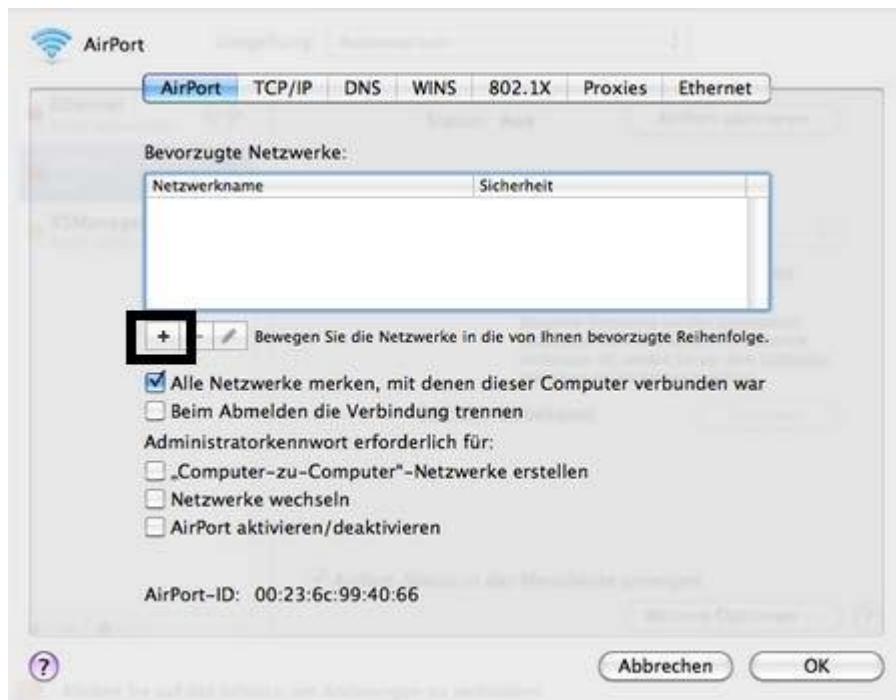 AirPort
AirPort TCP/IP DNS WINS 802.1X Proxies Ethernet
Bevorzugte Netzwerke:
Netzwerkname Sicherheit
+ - Bewegen Sie die Netzwerke in die von Ihnen bevorzugte Reihenfolge.
Alle Netzwerke merken, mit denen dieser Computer verbunden war
Beim Abmelden die Verbindung trennen
Administratorkennwort erforderlich für:
„Computer-zu-Computer“-Netzwerke erstellen
Netzwerke wechseln
AirPort aktivieren/deaktivieren
AirPort-ID: 00:23:6c:99:40:66
? Abbrechen OK